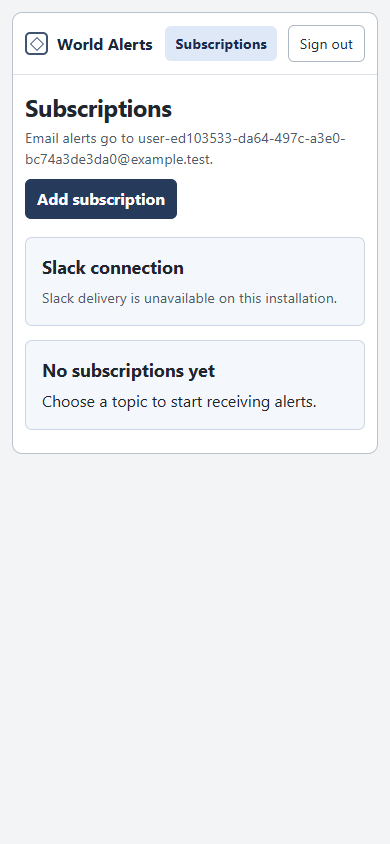 World Alerts
Subscriptions
Sign out
Subscriptions
Email alerts go to user-ed103533-da64-497c-a3e0-
bc74a3de3da0@example.test.
Add subscription
Slack connection
Slack delivery is unavailable on this installation.
No subscriptions yet
Choose a topic to start receiving alerts.